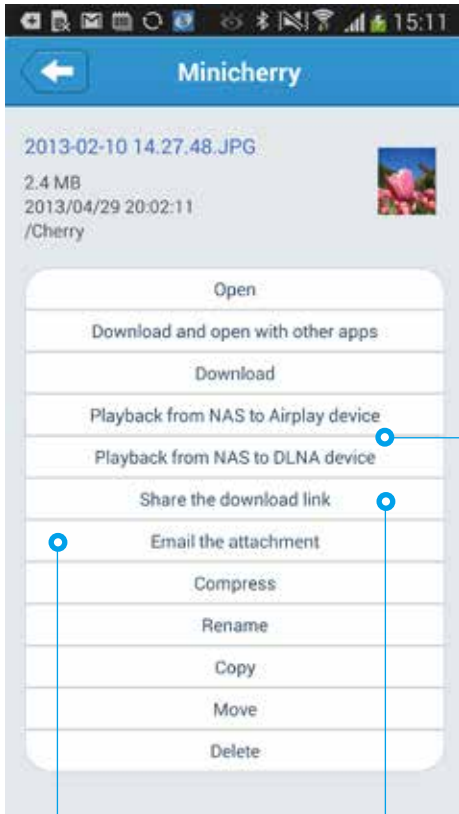 15:11
Minicherry
2013-02-10 14.27.48.JPG
2.4 MB
2013/04/29 20:02:11
/Cherry
Open
Download and open with other apps
Download
Playback from NAS to Airplay device
Playback from NAS to DLNA device
Share the download link
Email the attachment
Compress
Rename
Copy
Move
Delete